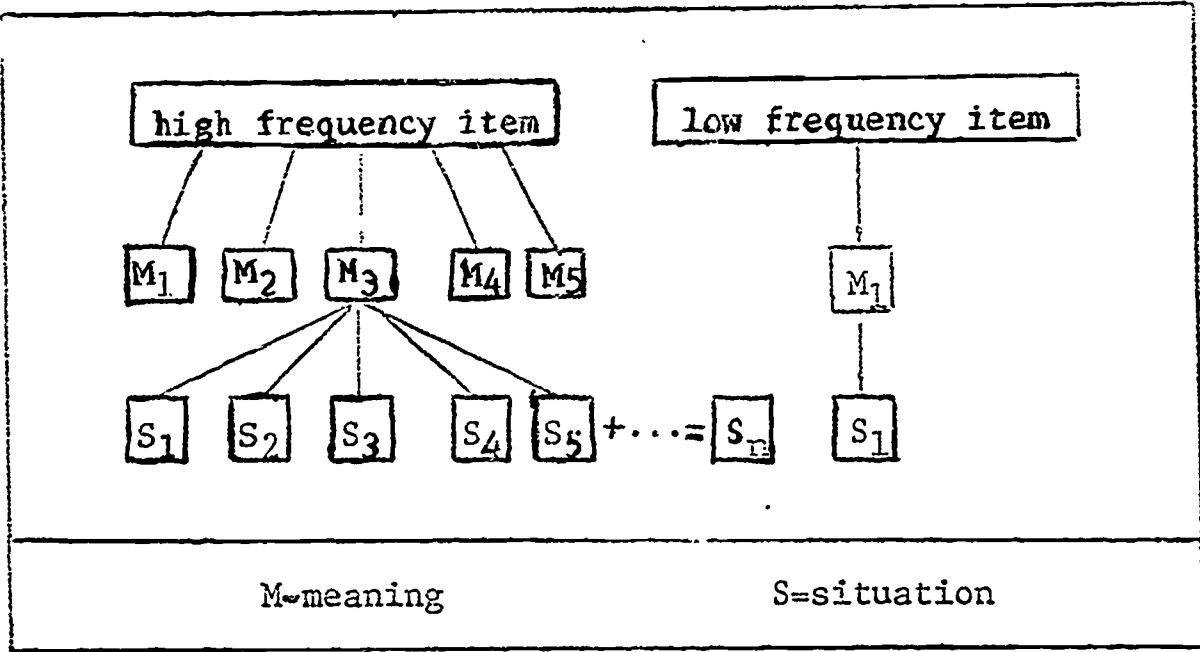 high frequency item low frequency item
M1 M2 M3 M4 M5 M1
S1 S2 S3 S4 S5 +...= Sn S1
M=meaning S=situation